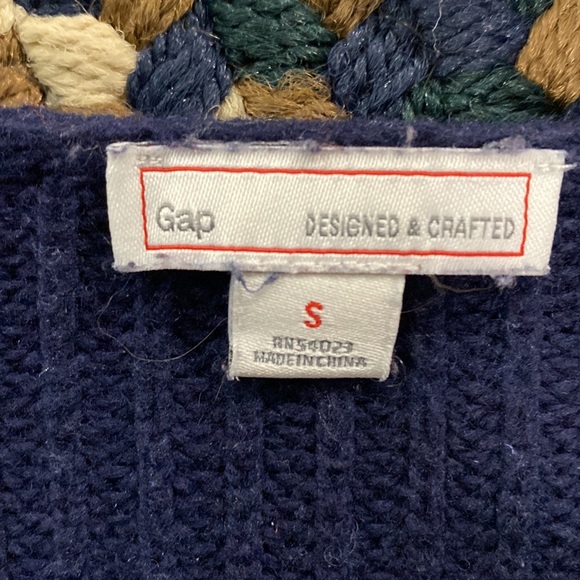 Gap DESIGNED & CRAFTED
S
RN54023
MADE IN CHINA